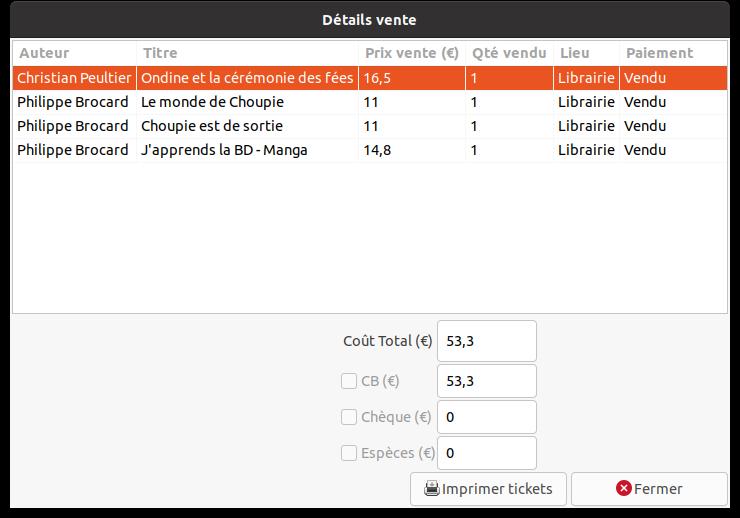 Détails vente
Auteur Titre Prix vente (€) Qté vendu Lieu Paiement
Christian Peultier Ondine et la cérémonie des fées 16,5 1 Librairie Vendu
Philippe Brocard Le monde de Choupie 11 1 Librairie Vendu
Philippe Brocard Choupie est de sortie 11 1 Librairie Vendu
Philippe Brocard J'apprends la BD - Manga 14,8 1 Librairie Vendu
Coût Total (€) 53,3
CB (€) 53,3
Chèque (€) 0
Espèces (€) 0
Imprimer tickets Fermer